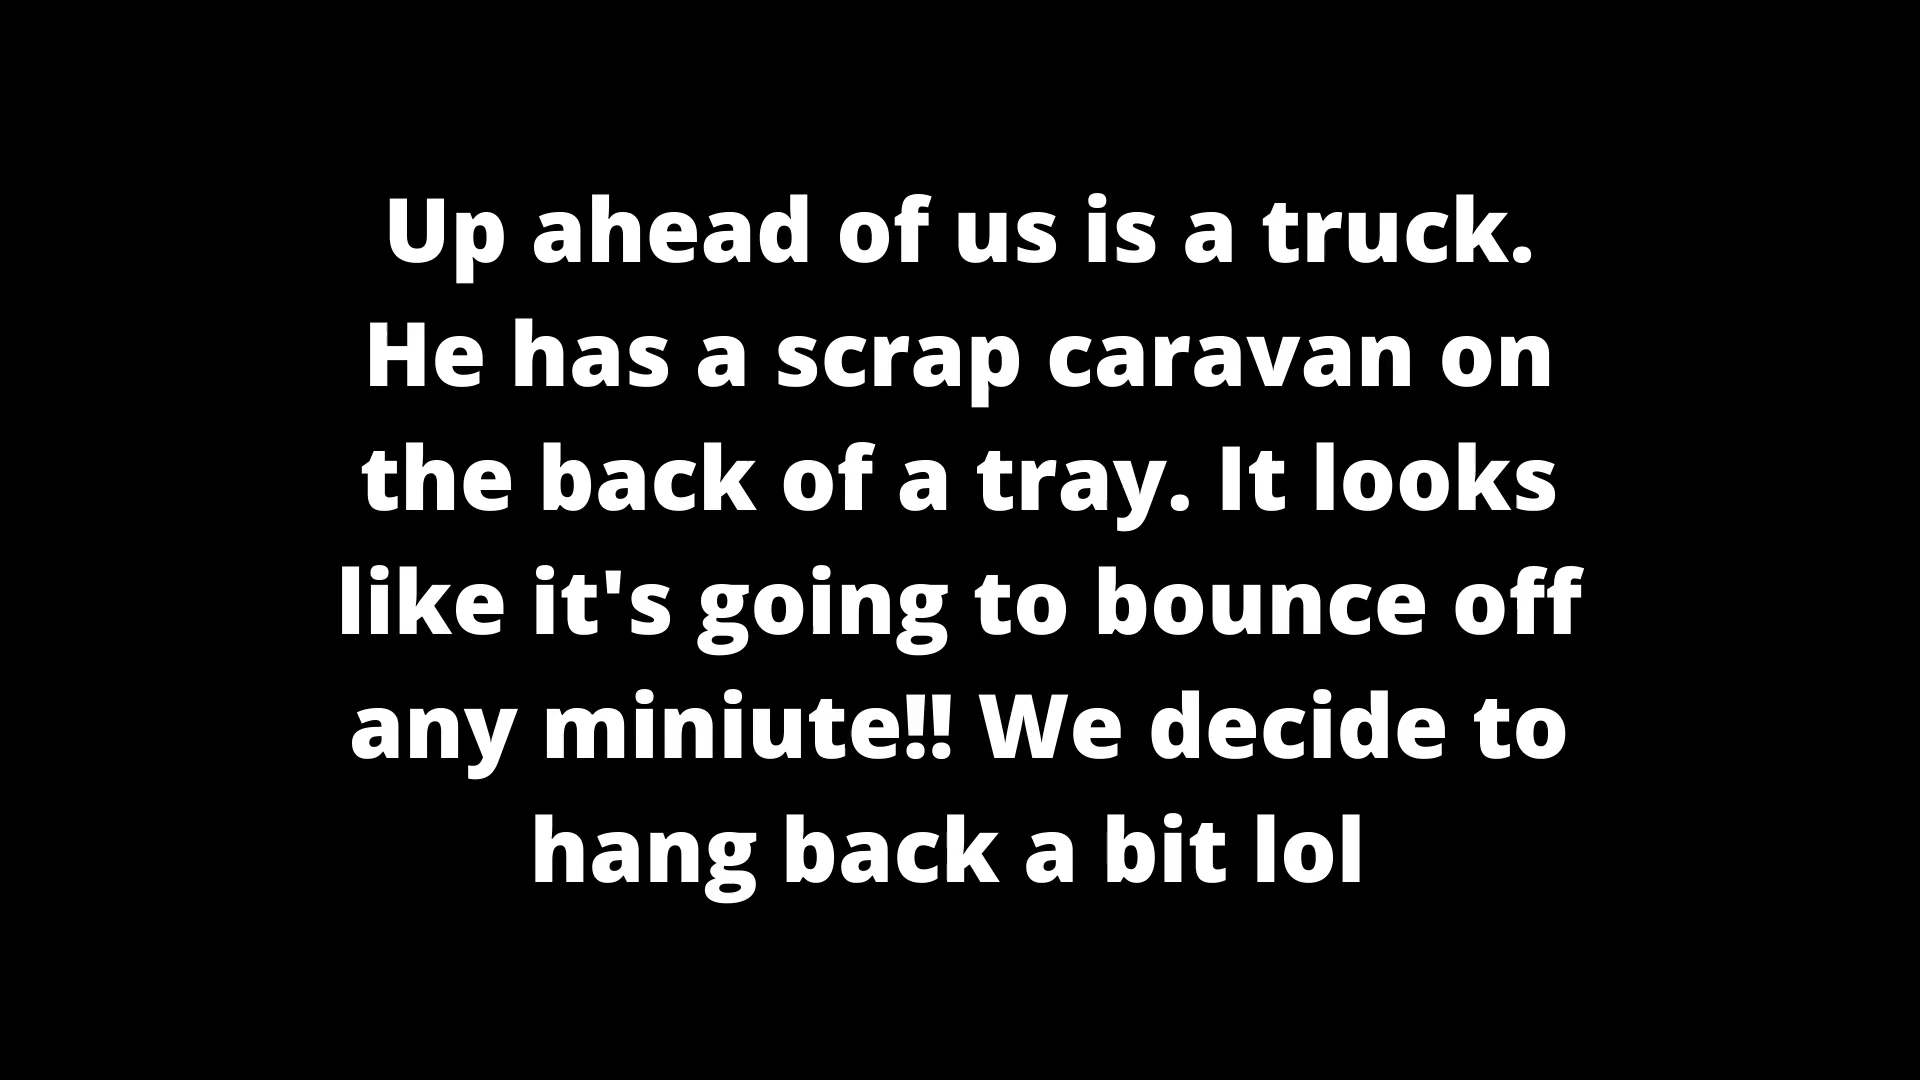 Up ahead of us is a truck.
He has a scrap caravan on
the back of a tray. It looks
like it's going to bounce off
any miniute!! We decide to
hang back a bit lol